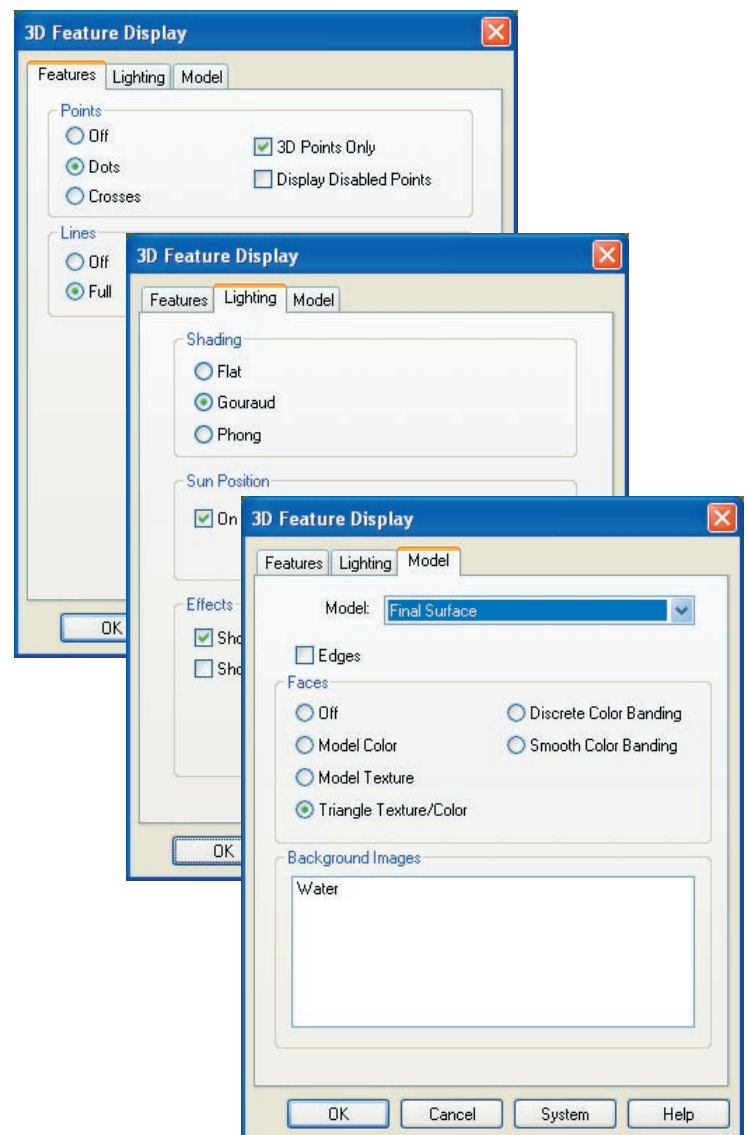 3D Feature Display
Features Lighting Model
Points
Off
3D Points Only
Dots
Display Disabled Points
Crosses
Lines
Off
Full
OK
3D Feature Display
Features Lighting Model
Shading
Flat
Gouraud
Phong
Sun Position
On
Effects
OK
3D Feature Display
Features Lighting Model
Model: Final Surface
Edges
Faces
Off Discrete Color Banding
Model Color Smooth Color Banding
Model Texture
Triangle Texture/Color
Background Images
Water
OK Cancel System Help